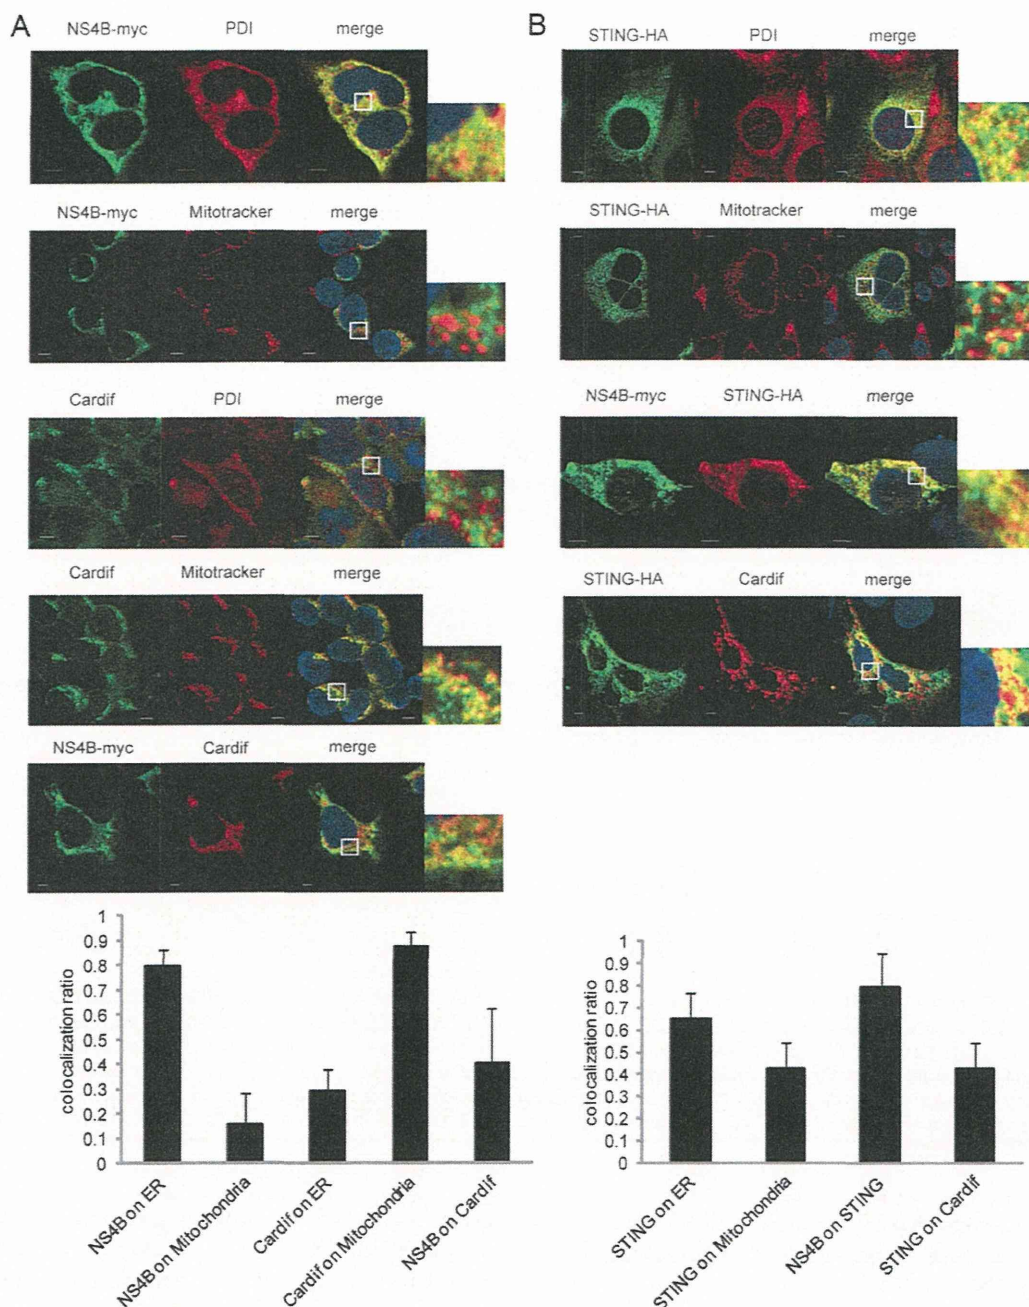 A
NS4B-myc PDI merge
NS4B-myc Mitotracker merge
Cardif PDI merge
Cardif Mitotracker merge
NS4B-myc Cardif merge
colocalization ratio
1
0.9
0.8
0.7
0.6
0.5
0.4
0.3
0.2
0.1
0
NS4B on ER
NS4B on Mitochondria
Cardif on ER
Cardif on Mitochondria
NS4B on Cardif
B
STING-HA PDI merge
STING-HA Mitotracker merge
NS4B-myc STING-HA merge
STING-HA Cardif merge
colocalization ratio
1
0.9
0.8
0.7
0.6
0.5
0.4
0.3
0.2
0.1
0
STING on ER
STING on Mitochondria
NS4B on STING
STING on Cardif